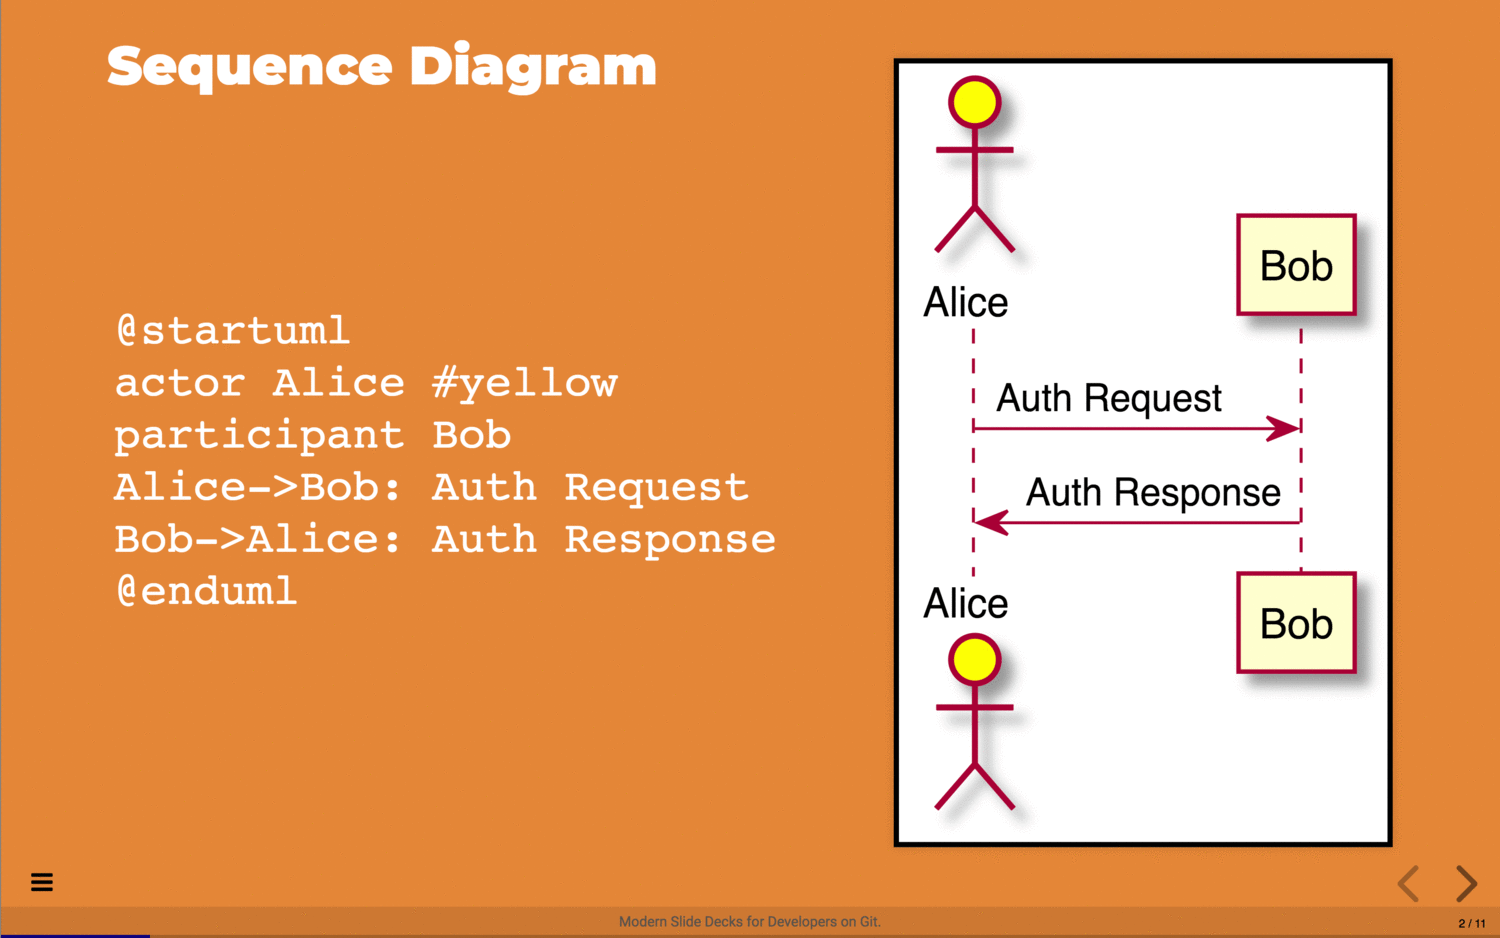 Sequence Diagram
@startuml
actor Alice #yellow
participant Bob
Alice->Bob: Auth Request
Bob->Alice: Auth Response
@enduml
Alice
Bob
Auth Request
Auth Response
Alice
Bob
Modern Slide Decks for Developers on Git.
2 / 11